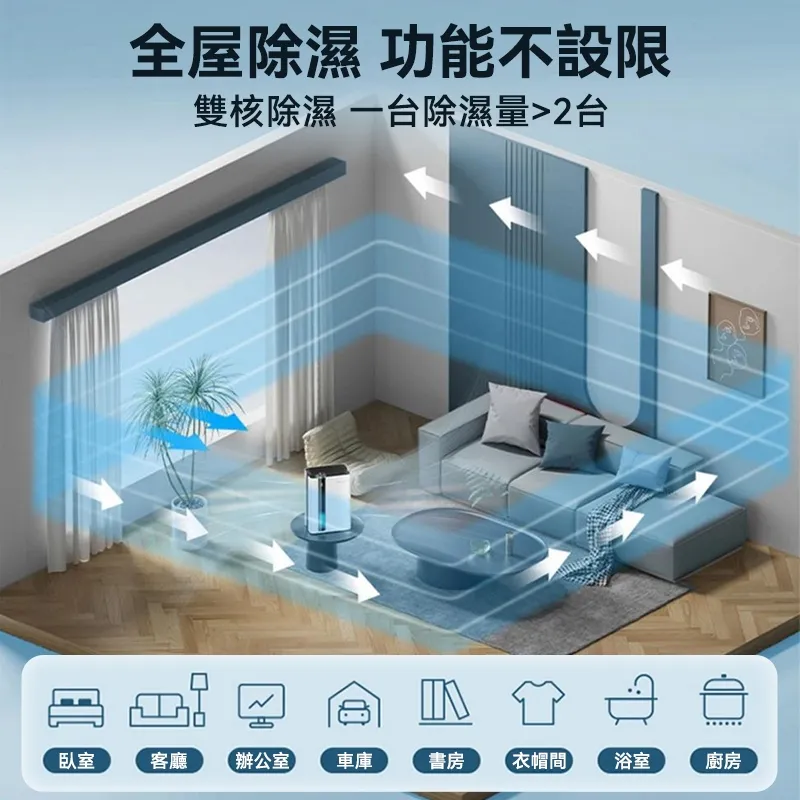 全屋除濕 功能不設限
雙核除濕 一台除濕量>2台
臥室
客廳
辦公室
車庫
書房
衣帽間
浴室
廚房